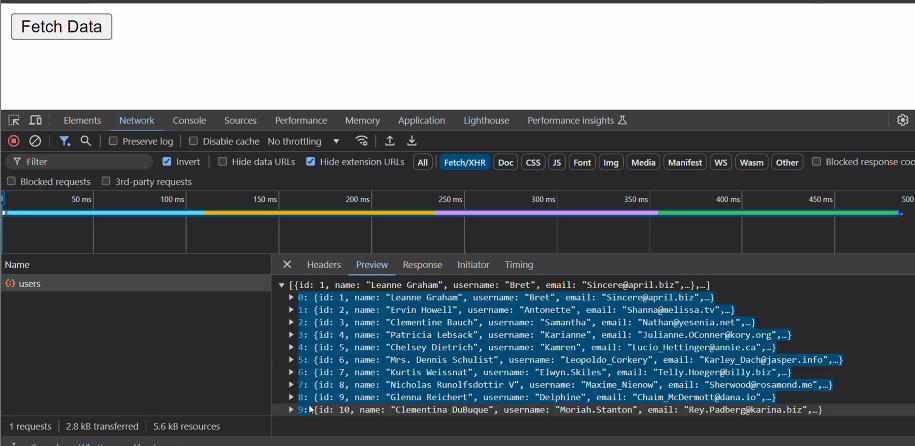 Fetch Data
Elements Network Console Sources Performance Memory Application Lighthouse Performance insights
Preserve log Disable cache No throttling
Filter Invert Hide data URLs Hide extension URLs All Fetch/XHR Doc CSS JS Font Img Media Manifest WS Wasm Other Blocked response coo
Blocked requests 3rd-party requests
50 ms 100 ms 150 ms 200 ms 250 ms 300 ms 350 ms 400 ms 450 ms 500
Name Headers Preview Response Initiator Timing
users
[{id: 1, name: "Leanne Graham", username: "Bret", email: "Sincere@april.biz",…},…]
0: {id: 1, name: "Leanne Graham", username: "Bret", email: "Sincere@april.biz",…}
1: {id: 2, name: "Ervin Howell", username: "Antonette", email: "Shanna@melissa.tv",…}
2: {id: 3, name: "Clementine Bauch", username: "Samantha", email: "Nathan@yesenia.net",…}
3: {id: 4, name: "Patricia Lebsack", username: "Karianne", email: "Julianne.OConner@kory.org",…}
4: {id: 5, name: "Chelsey Dietrich", username: "Kamren", email: "Lucio_Hettinger@annie.ca",…}
5: {id: 6, name: "Mrs. Dennis Schulist", username: "Leopoldo_Corkery", email: "Karley_Dach@jasper.info",…}
6: {id: 7, name: "Kurtis Weissnat", username: "Elwyn.Skiles", email: "Telly.Hoeger@billy.biz",…}
7: {id: 8, name: "Nicholas Runolfsdottir V", username: "Maxime_Nienow", email: "Sherwood@rosamond.me",…}
8: {id: 9, name: "Glenna Reichert", username: "Delphine", email: "Chaim_McDermott@dana.io",…}
9: {id: 10, name: "Clementina DuBuque", username: "Moriah.Stanton", email: "Rey.Padberg@karina.biz",…}
1 requests 2.8 kB transferred 5.6 kB resources